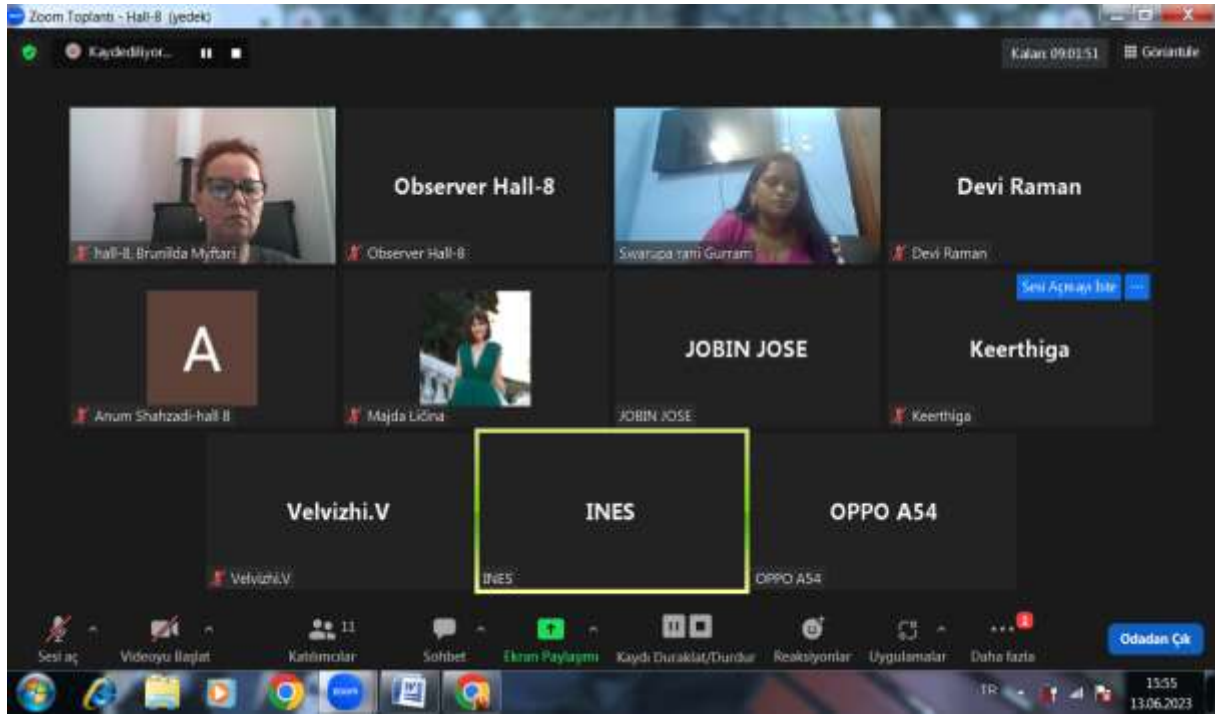 Zoom Toplantı - Hall-8 (yedek)
Kaydediliyor...
Kalan: 09:01:51
Görüntüle
hall-8, Brunilda Myftari
Observer Hall-8
Observer Hall-8
Swarupa rani Gurram
Devi Raman
Devi Raman
A
Anum Shahzadi-hall 8
Majda Ličina
JOBIN JOSE
JOBIN JOSE
Sesi Açmayı İste
...
Keerthiga
Keerthiga
Velvizhi.V
Velvizhi.V
INES
INES
OPPO A54
OPPO A54
Sesi aç
Videoyu Başlat
11
Katılımcılar
Sohbet
Ekran Paylaşımı
Kaydı Duraklat/Durdur
Reaksiyonlar
Uygulamalar
1
Daha fazla
Odadan Çık
zoom
W
TR
15:55
13.06.2023